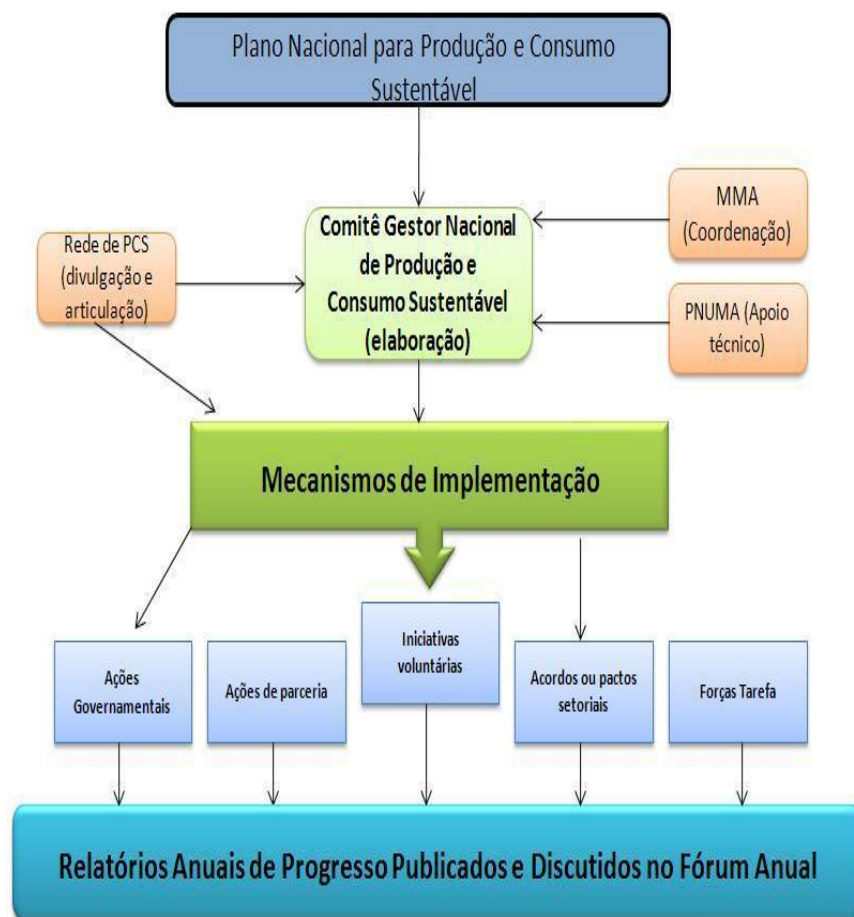 Plano Nacional para Produção e Consumo
Sustentável
Comitê Gestor Nacional
de Produção e
Consumo Sustentável
(elaboração)
MMA
(Coordenação)
Rede de PCS
(divulgação e
articulação)
PNUMA (Apoio
técnico)
Mecanismos de Implementação
Ações
Governamentais
Ações de parceria
Iniciativas
voluntárias
Acordos ou pactos
setoriais
Forças Tarefa
Relatórios Anuais de Progresso Publicados e Discutidos no Fórum Anual